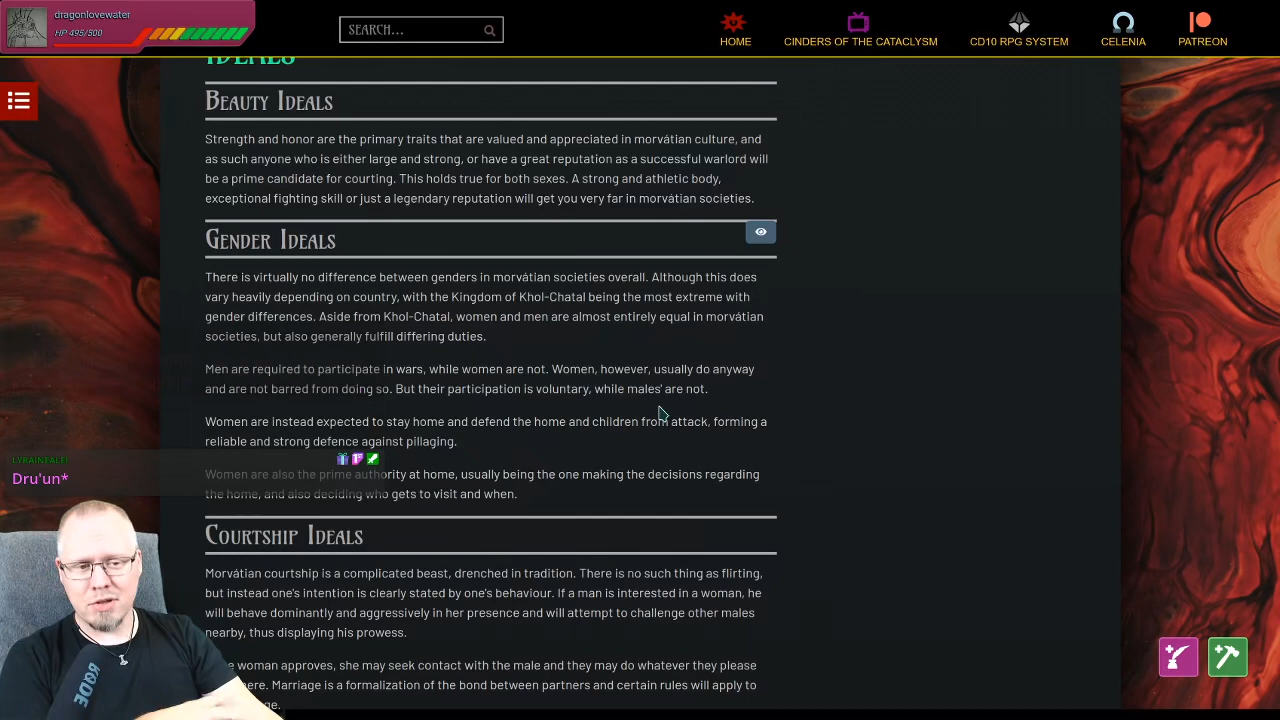 dragonlovewater
HP 495/500
SEARCH...
HOME
CINDERS OF THE CATACLYSM
CD10 RPG SYSTEM
CELENIA
PATREON
IDEALS
BEAUTY IDEALS
Strength and honor are the primary traits that are valued and appreciated in morvátian culture, and
as such anyone who is either large and strong, or have a great reputation as a successful warlord will
be a prime candidate for courting. This holds true for both sexes. A strong and athletic body,
exceptional fighting skill or just a legendary reputation will get you very far in morvátian societies.
GENDER IDEALS
There is virtually no difference between genders in morvátian societies overall. Although this does
vary heavily depending on country, with the Kingdom of Khol-Chatal being the most extreme with
gender differences. Aside from Khol-Chatal, women and men are almost entirely equal in morvátian
societies, but also generally fulfill differing duties.
Men are required to participate in wars, while women are not. Women, however, usually do anyway
and are not barred from doing so. But their participation is voluntary, while males' are not.
Women are instead expected to stay home and defend the home and children from attack, forming a
reliable and strong defence against pillaging.
Women are also the prime authority at home, usually being the one making the decisions regarding
the home, and also deciding who gets to visit and when.
Dru'un*
COURTSHIP IDEALS
Morvátian courtship is a complicated beast, drenched in tradition. There is no such thing as flirting,
but instead one's intention is clearly stated by one's behaviour. If a man is interested in a woman, he
will behave dominantly and aggressively in her presence and will attempt to challenge other males
nearby, thus displaying his prowess.
woman approves, she may seek contact with the male and they may do whatever they please
Marriage is a formalization of the bond between partners and certain rules will apply to
RØDE